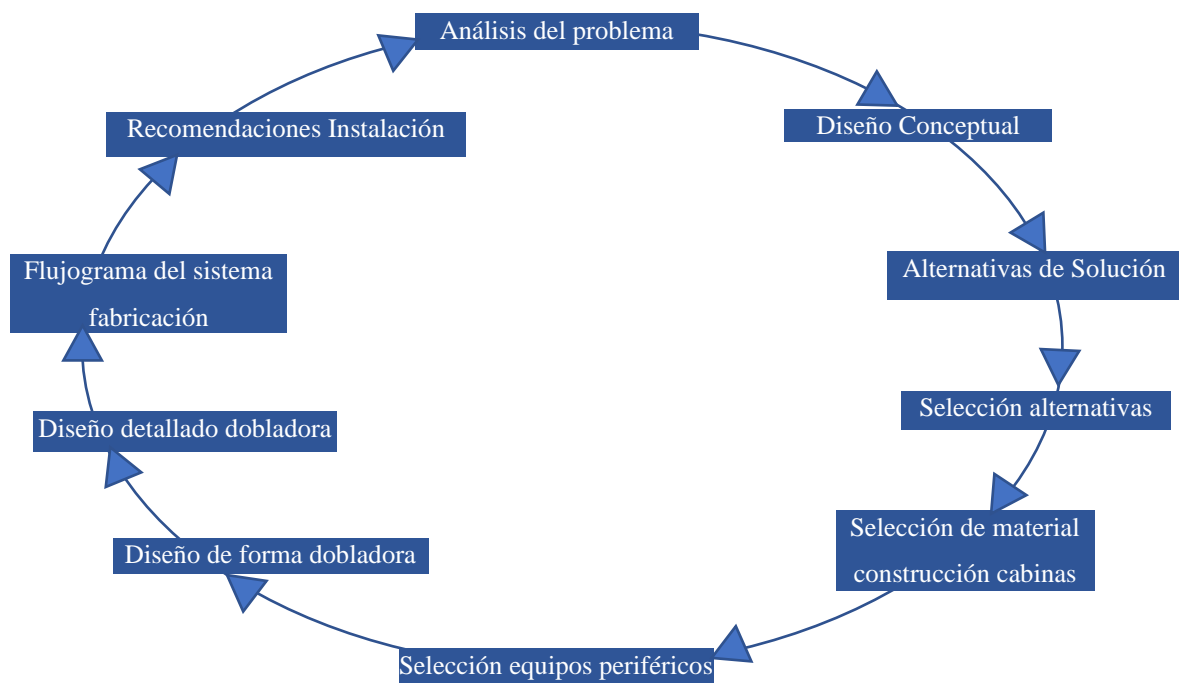 Análisis del problema
Diseño Conceptual
Alternativas de Solución
Selección alternativas
Selección de material
construcción cabinas
Selección equipos periféricos
Diseño de forma dobladora
Diseño detallado dobladora
Flujograma del sistema
fabricación
Recomendaciones Instalación